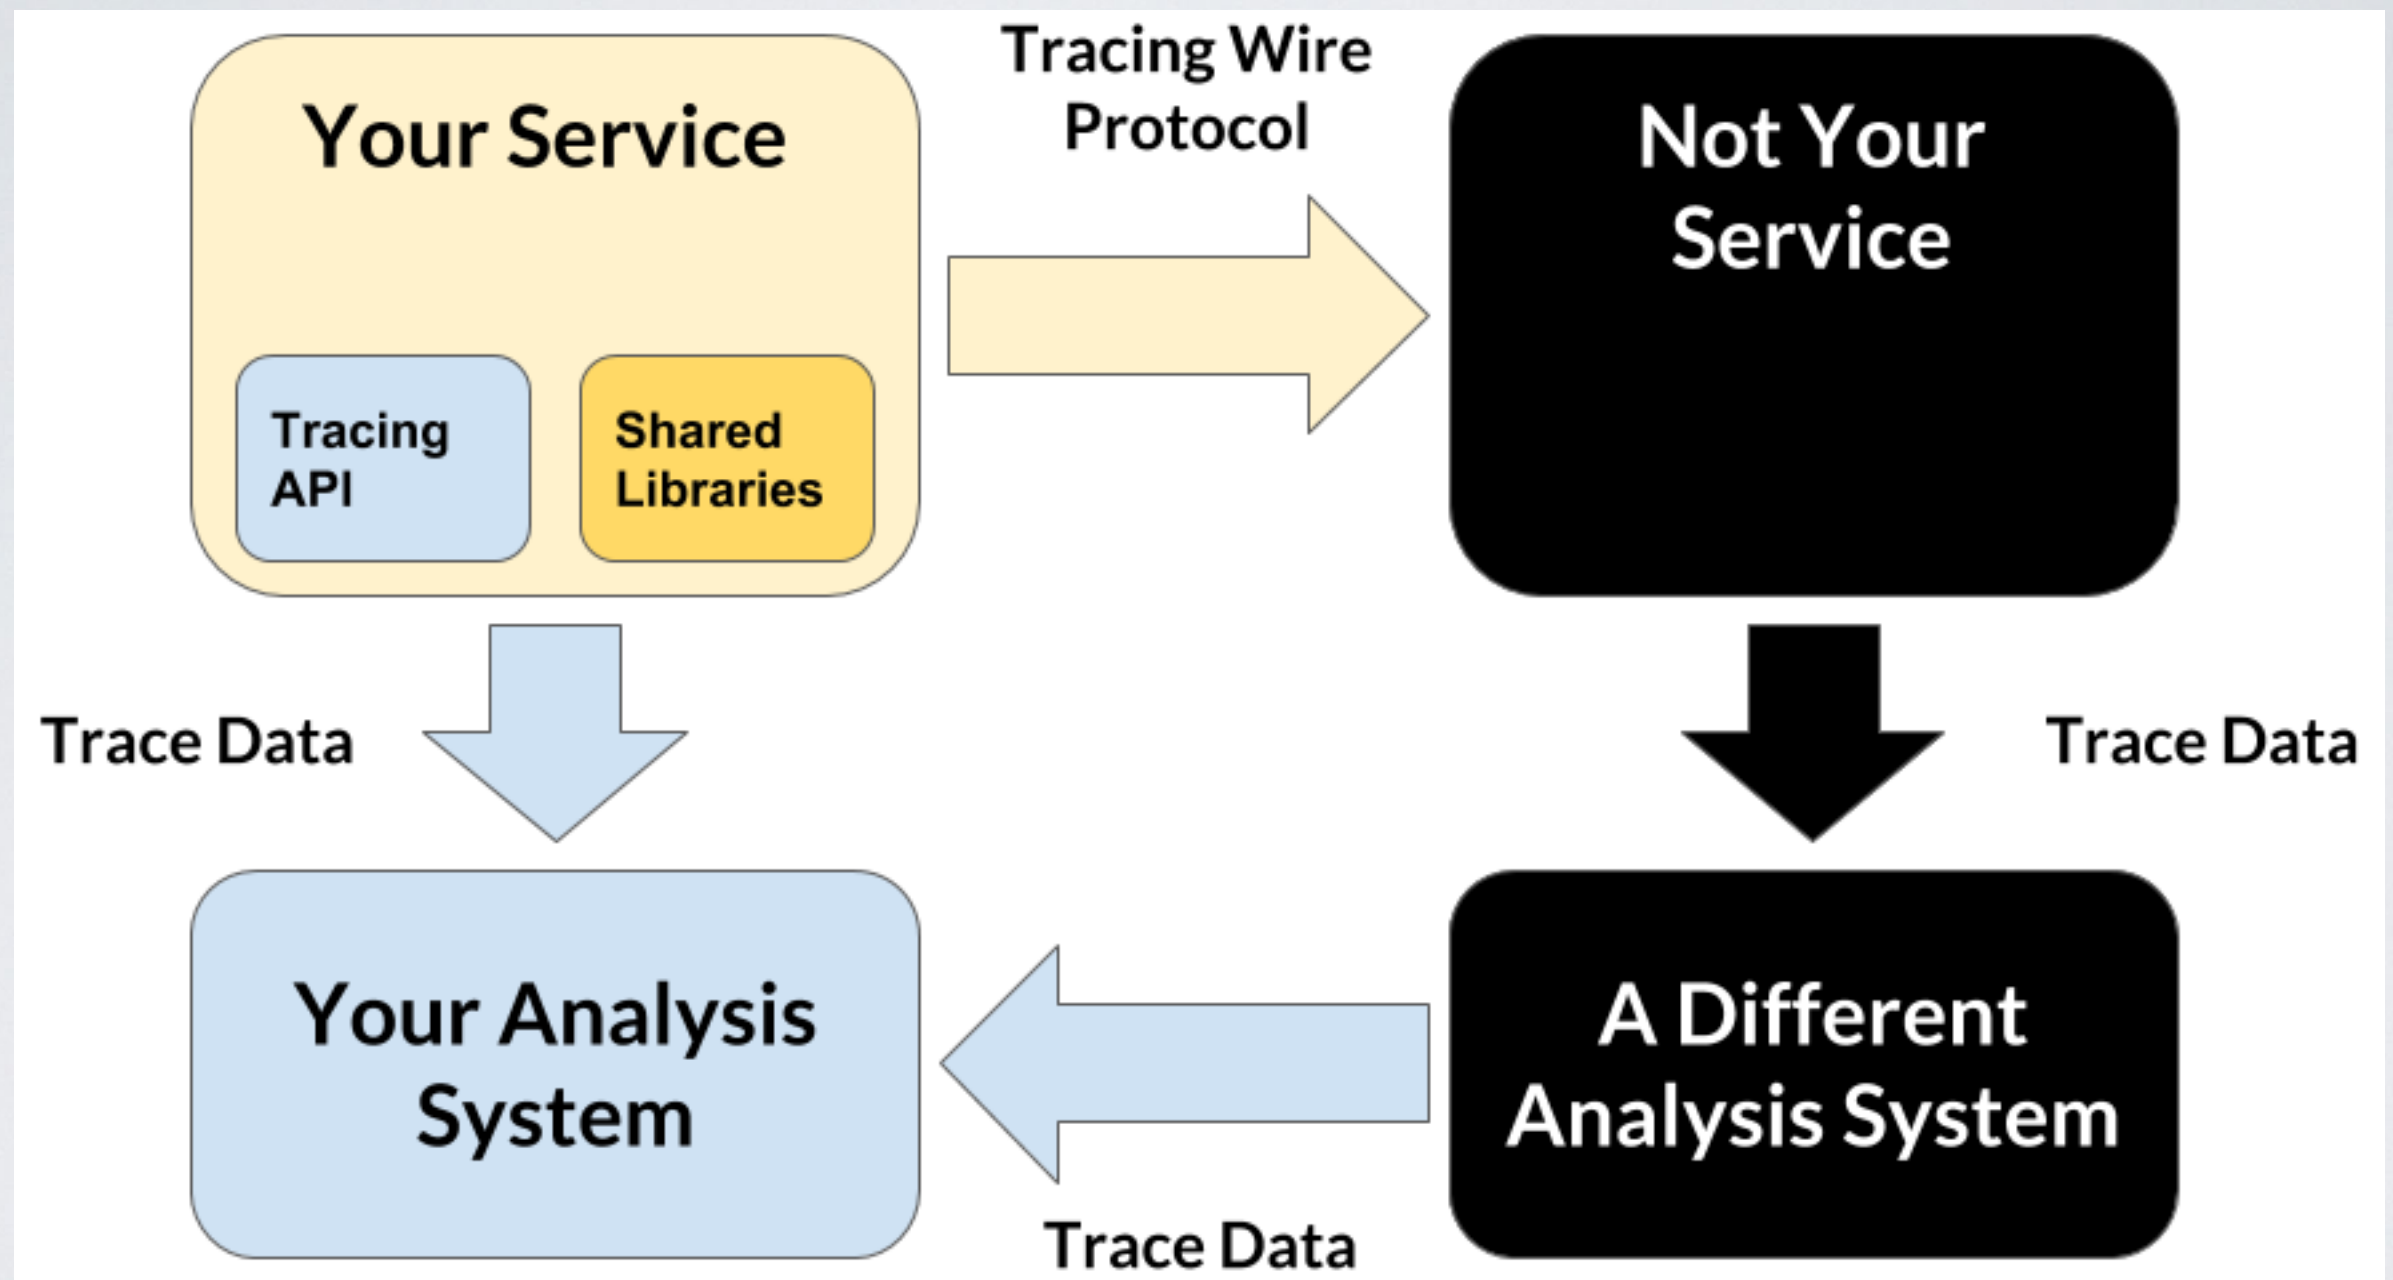 Your Service
Tracing Wire
Protocol
Not Your
Service
Tracing
API
Shared
Libraries
Trace Data
Trace Data
Your Analysis
System
A Different
Analysis System
Trace Data